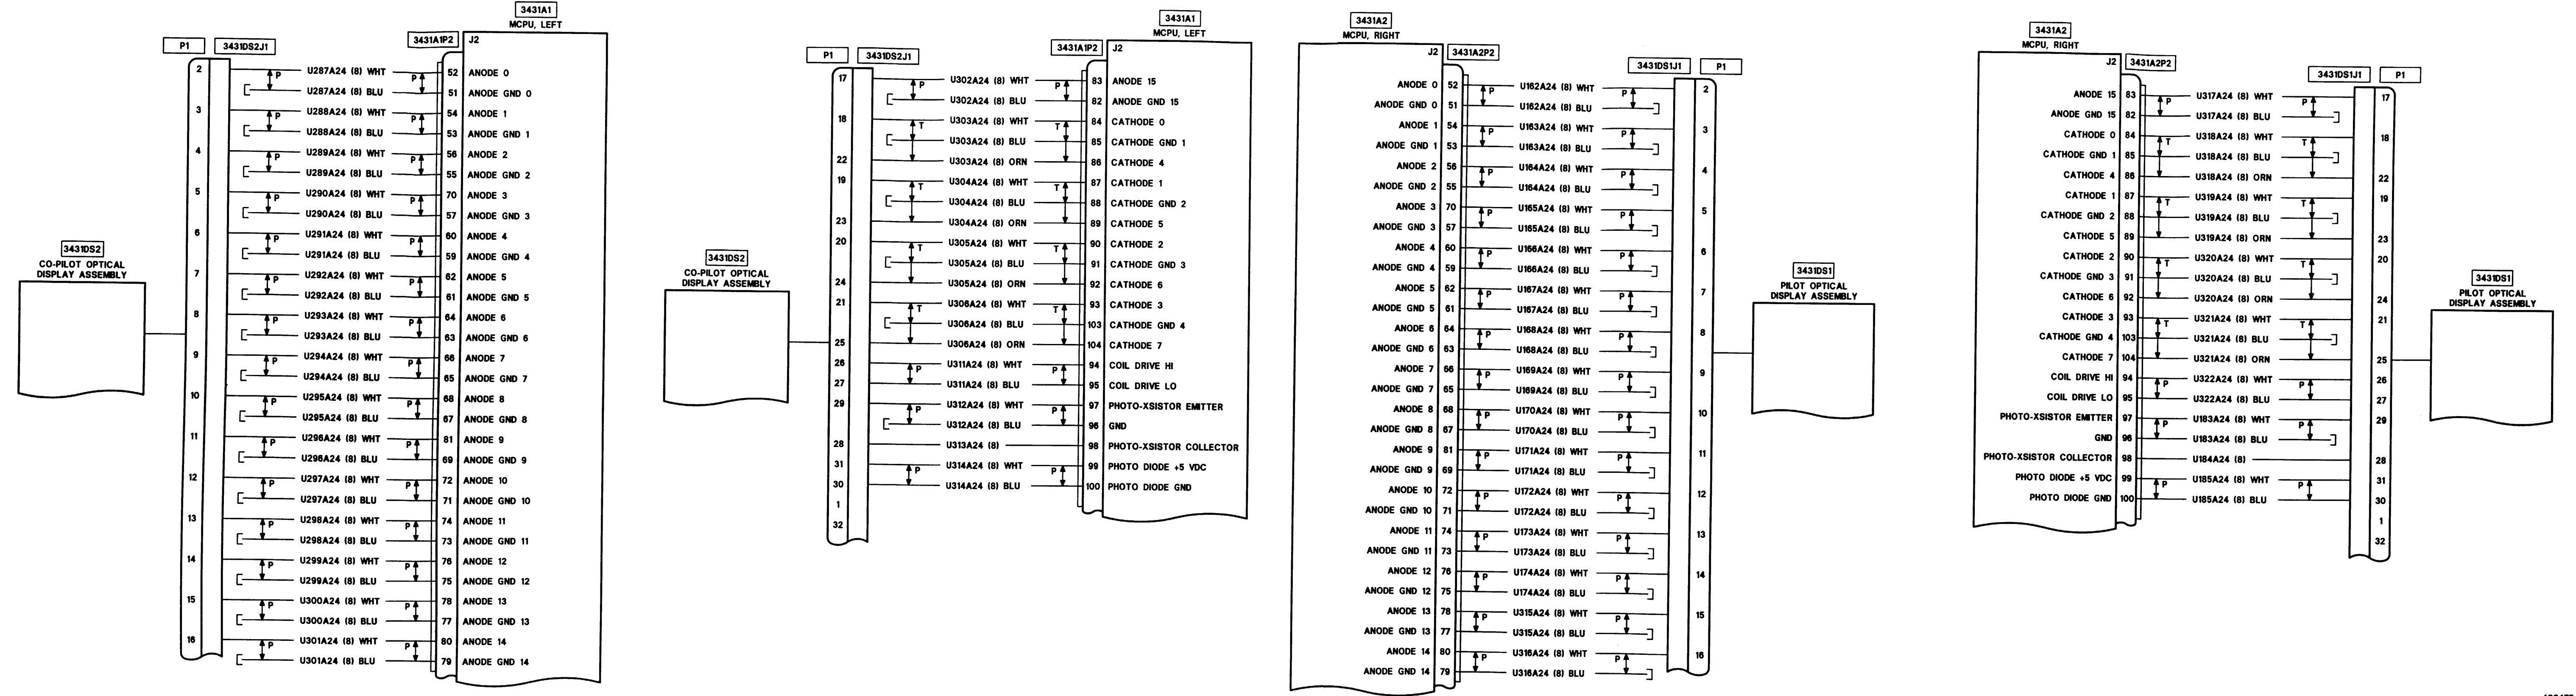 3431A1
MCPU, LEFT
P1 3431DS2J1 3431A1P2 J2
2 U287A24 (8) WHT 52 ANODE 0
P P
U287A24 (8) BLU 51 ANODE GND 0
3 U288A24 (8) WHT 54 ANODE 1
P P
U288A24 (8) BLU 53 ANODE GND 1
4 U289A24 (8) WHT 56 ANODE 2
P P
U289A24 (8) BLU 55 ANODE GND 2
5 U290A24 (8) WHT 70 ANODE 3
P P
U290A24 (8) BLU 57 ANODE GND 3
6 U291A24 (8) WHT 60 ANODE 4
P P
U291A24 (8) BLU 59 ANODE GND 4
7 U292A24 (8) WHT 62 ANODE 5
P P
U292A24 (8) BLU 61 ANODE GND 5
8 U293A24 (8) WHT 64 ANODE 6
P P
U293A24 (8) BLU 63 ANODE GND 6
9 U294A24 (8) WHT 66 ANODE 7
P P
U294A24 (8) BLU 65 ANODE GND 7
10 U295A24 (8) WHT 68 ANODE 8
P P
U295A24 (8) BLU 67 ANODE GND 8
11 U296A24 (8) WHT 81 ANODE 9
P P
U296A24 (8) BLU 69 ANODE GND 9
12 U297A24 (8) WHT 72 ANODE 10
P P
U297A24 (8) BLU 71 ANODE GND 10
13 U298A24 (8) WHT 74 ANODE 11
P P
U298A24 (8) BLU 73 ANODE GND 11
14 U299A24 (8) WHT 76 ANODE 12
P P
U299A24 (8) BLU 75 ANODE GND 12
15 U300A24 (8) WHT 78 ANODE 13
P P
U300A24 (8) BLU 77 ANODE GND 13
16 U301A24 (8) WHT 80 ANODE 14
P P
U301A24 (8) BLU 79 ANODE GND 14
3431DS2
CO-PILOT OPTICAL
DISPLAY ASSEMBLY
3431A1
MCPU, LEFT
P1 3431DS2J1 3431A1P2 J2
17 U302A24 (8) WHT 83 ANODE 15
P P
U302A24 (8) BLU 82 ANODE GND 15
18 U303A24 (8) WHT 84 CATHODE 0
T T
U303A24 (8) BLU 85 CATHODE GND 1
22 U303A24 (8) ORN 86 CATHODE 4
19 U304A24 (8) WHT 87 CATHODE 1
T T
U304A24 (8) BLU 88 CATHODE GND 2
23 U304A24 (8) ORN 89 CATHODE 5
20 U305A24 (8) WHT 90 CATHODE 2
T T
U305A24 (8) BLU 91 CATHODE GND 3
24 U305A24 (8) ORN 92 CATHODE 6
21 U306A24 (8) WHT 93 CATHODE 3
T T
U306A24 (8) BLU 103 CATHODE GND 4
25 U306A24 (8) ORN 104 CATHODE 7
26 U311A24 (8) WHT 94 COIL DRIVE HI
P P
27 U311A24 (8) BLU 95 COIL DRIVE LO
29 U312A24 (8) WHT 97 PHOTO-XSISTOR EMITTER
P P
U312A24 (8) BLU 96 GND
28 U313A24 (8) 98 PHOTO-XSISTOR COLLECTOR
31 U314A24 (8) WHT 99 PHOTO DIODE +5 VDC
P P
30 U314A24 (8) BLU 100 PHOTO DIODE GND
1
32
3431DS2
CO-PILOT OPTICAL
DISPLAY ASSEMBLY
3431A2
MCPU, RIGHT
J2 3431A2P2 3431DS1J1 P1
ANODE 0 52 U162A24 (8) WHT 2
P P
ANODE GND 0 51 U162A24 (8) BLU
ANODE 1 54 U163A24 (8) WHT 3
P P
ANODE GND 1 53 U163A24 (8) BLU
ANODE 2 56 U164A24 (8) WHT 4
P P
ANODE GND 2 55 U164A24 (8) BLU
ANODE 3 70 U165A24 (8) WHT 5
P P
ANODE GND 3 57 U165A24 (8) BLU
ANODE 4 60 U166A24 (8) WHT 6
P P
ANODE GND 4 59 U166A24 (8) BLU
ANODE 5 62 U167A24 (8) WHT 7
P P
ANODE GND 5 61 U167A24 (8) BLU
ANODE 6 64 U168A24 (8) WHT 8
P P
ANODE GND 6 63 U168A24 (8) BLU
ANODE 7 66 U169A24 (8) WHT 9
P P
ANODE GND 7 65 U169A24 (8) BLU
ANODE 8 68 U170A24 (8) WHT 10
P P
ANODE GND 8 67 U170A24 (8) BLU
ANODE 9 81 U171A24 (8) WHT 11
P P
ANODE GND 9 69 U171A24 (8) BLU
ANODE 10 72 U172A24 (8) WHT 12
P P
ANODE GND 10 71 U172A24 (8) BLU
ANODE 11 74 U173A24 (8) WHT 13
P P
ANODE GND 11 73 U173A24 (8) BLU
ANODE 12 76 U174A24 (8) WHT 14
P P
ANODE GND 12 75 U174A24 (8) BLU
ANODE 13 78 U315A24 (8) WHT 15
P P
ANODE GND 13 77 U315A24 (8) BLU
ANODE 14 80 U316A24 (8) WHT 16
P P
ANODE GND 14 79 U316A24 (8) BLU
3431DS1
PILOT OPTICAL
DISPLAY ASSEMBLY
3431A2
MCPU, RIGHT
J2 3431A2P2 3431DS1J1 P1
ANODE 15 83 U317A24 (8) WHT 17
P P
ANODE GND 15 82 U317A24 (8) BLU
CATHODE 0 84 U318A24 (8) WHT 18
T T
CATHODE GND 1 85 U318A24 (8) BLU
CATHODE 4 86 U318A24 (8) ORN 22
CATHODE 1 87 U319A24 (8) WHT 19
T T
CATHODE GND 2 88 U319A24 (8) BLU
CATHODE 5 89 U319A24 (8) ORN 23
CATHODE 2 90 U320A24 (8) WHT 20
T T
CATHODE GND 3 91 U320A24 (8) BLU
CATHODE 6 92 U320A24 (8) ORN 24
CATHODE 3 93 U321A24 (8) WHT 21
T T
CATHODE GND 4 103 U321A24 (8) BLU
CATHODE 7 104 U321A24 (8) ORN 25
COIL DRIVE HI 94 U322A24 (8) WHT 26
P P
COIL DRIVE LO 95 U322A24 (8) BLU 27
PHOTO-XSISTOR EMITTER 97 U183A24 (8) WHT 29
P P
GND 96 U183A24 (8) BLU
PHOTO-XSISTOR COLLECTOR 98 U184A24 (8) 28
PHOTO DIODE +5 VDC 99 U185A24 (8) WHT 31
P P
PHOTO DIODE GND 100 U185A24 (8) BLU 30
1
32
3431DS1
PILOT OPTICAL
DISPLAY ASSEMBLY